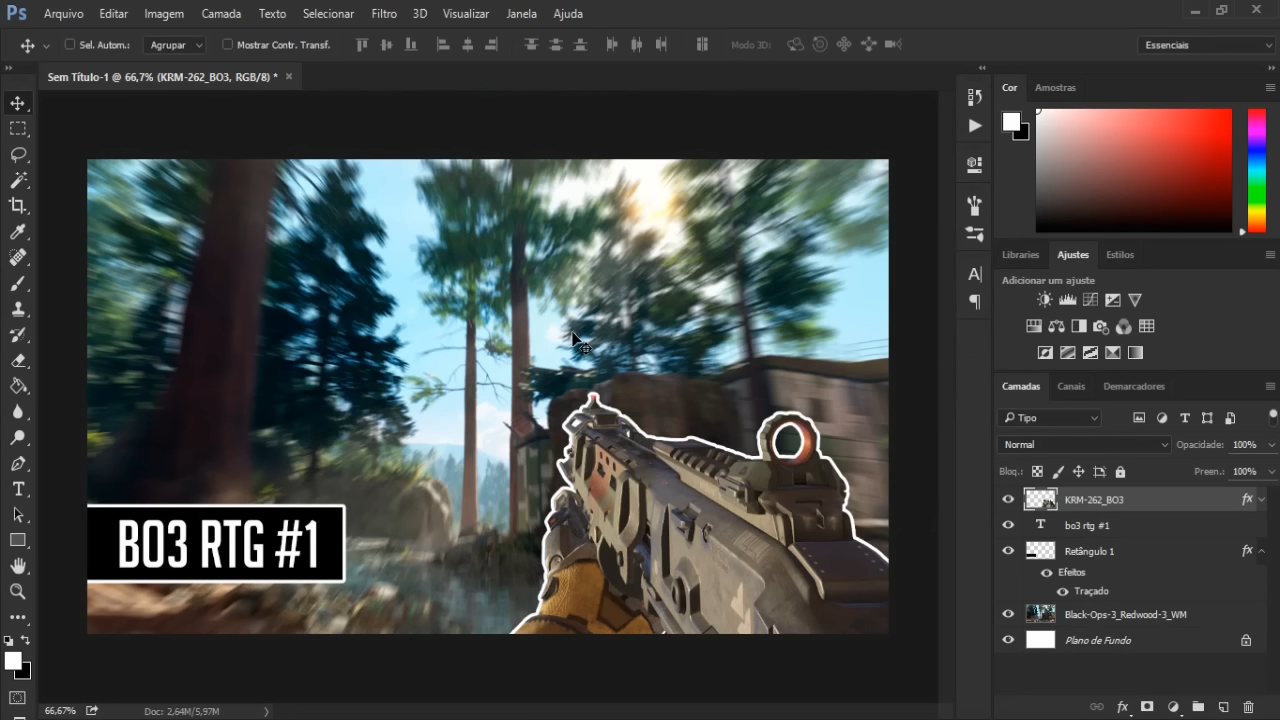 Ps Arquivo Editar Imagem Camada Texto Selecionar Filtro 3D Visualizar Janela Ajuda
Sel. Autom.: Agrupar Mostrar Contr. Transf. Modo 3D: Essenciais
Sem Título-1 @ 66,7% (KRM-262_BO3, RGB/8) * ×
Cor Amostras
Libraries Ajustes Estilos
Adicionar um ajuste
Camadas Canais Demarcadores
Tipo
Normal Opacidade: 100%
Bloq.: Preen.: 100%
KRM-262_BO3 fx
T bo3 rtg #1
Retângulo 1 fx
Efeitos
Traçado
Black-Ops-3_Redwood-3_WM
Plano de Fundo
BO3 RTG #1
66,67% Doc: 2,64M/5,97M